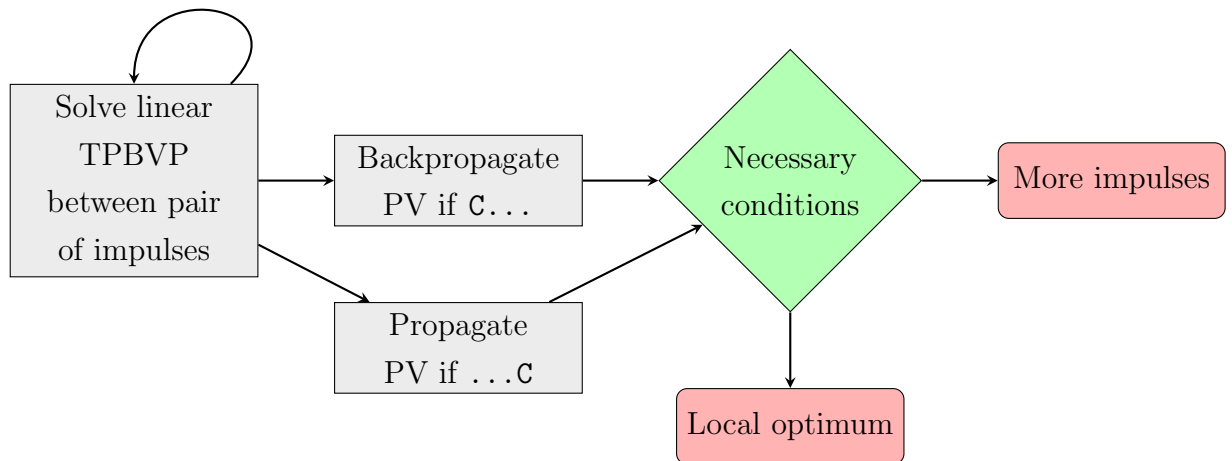 Solve linear
TPBVP
between pair
of impulses
Backpropagate
PV if C...
Propagate
PV if ...C
Necessary
conditions
More impulses
Local optimum